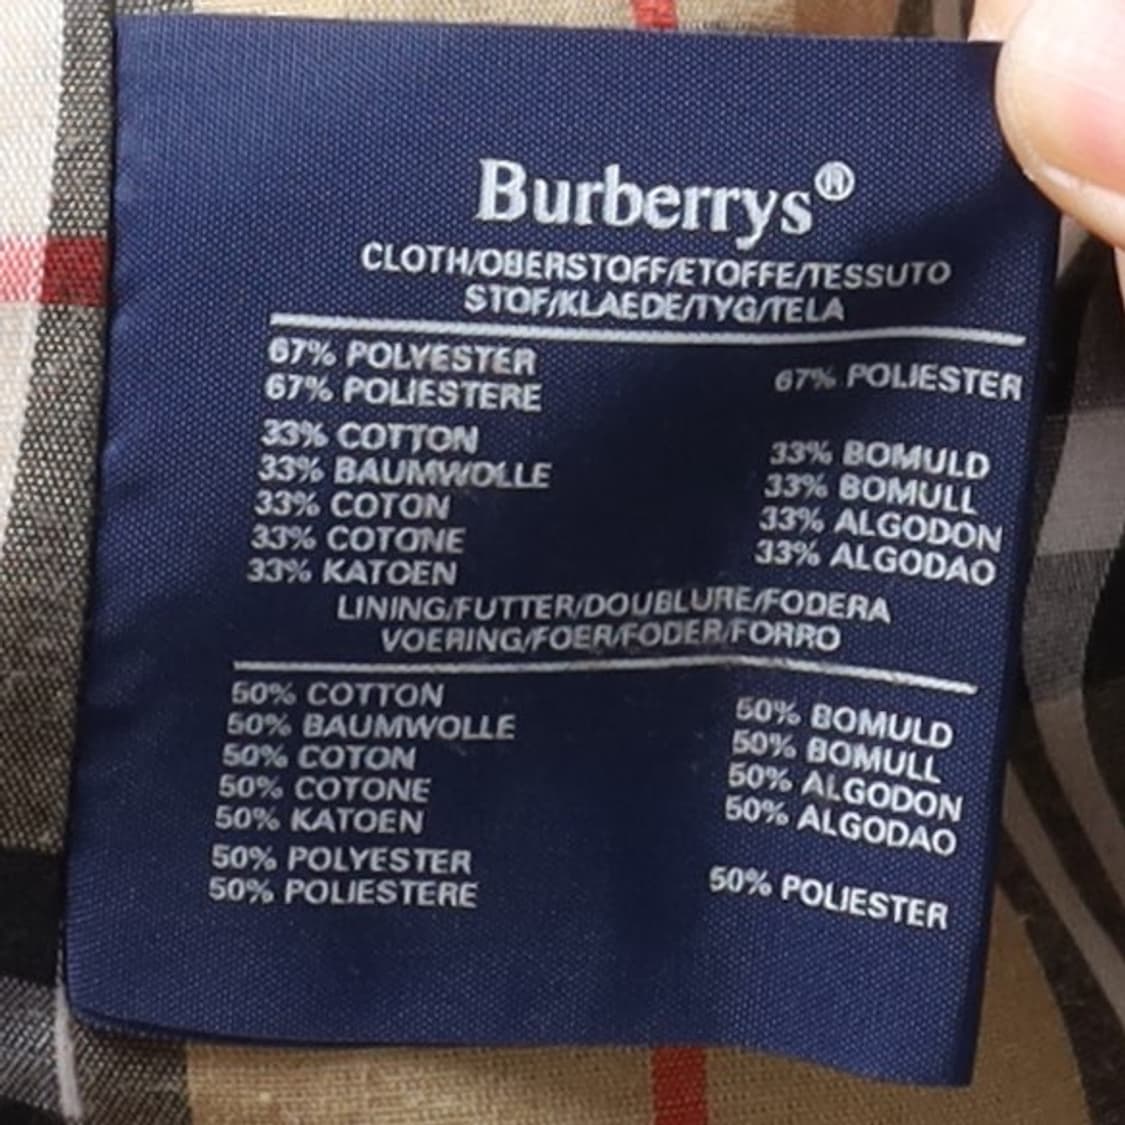 Burberrys®
CLOTH/OBERSTOFF/ETOFFE/TESSUTO
STOF/KLAEDE/TYG/TELA
67% POLYESTER
67% POLIESTERE
67% POLIESTER
33% COTTON
33% BAUMWOLLE
33% COTON
33% COTONE
33% KATOEN
33% BOMULD
33% BOMULL
33% ALGODON
33% ALGODAO
LINING/FUTTER/DOUBLURE/FODERA
VOERING/FOER/FODER/FORRO
50% COTTON
50% BAUMWOLLE
50% COTON
50% COTONE
50% KATOEN
50% BOMULD
50% BOMULL
50% ALGODON
50% ALGODAO
50% POLYESTER
50% POLIESTERE
50% POLIESTER